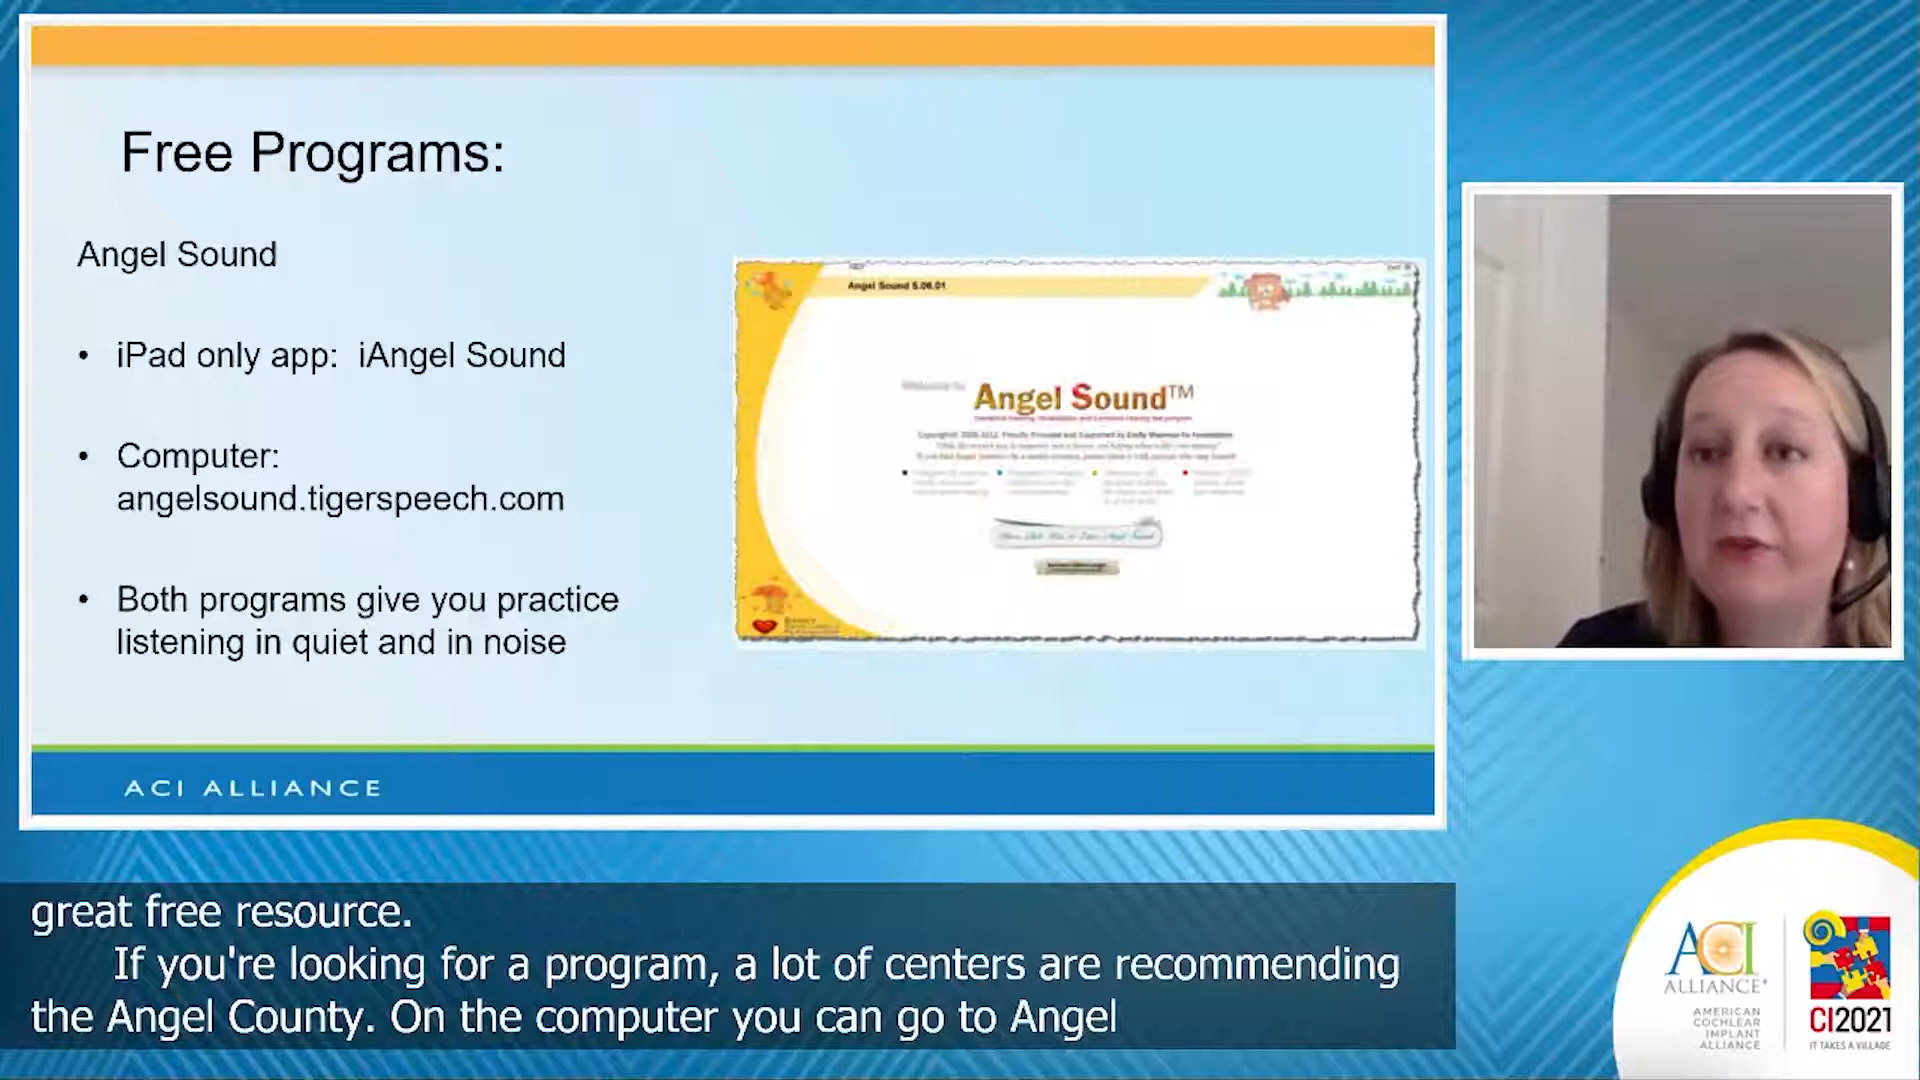 Free Programs:
Angel Sound
• iPad only app: iAngel Sound
• Computer:
angelsound.tigerspeech.com
• Both programs give you practice
listening in quiet and in noise
Angel Sound 5.06.01
Welcome to
Angel Sound™
ACI ALLIANCE
great free resource.
If you're looking for a program, a lot of centers are recommending
the Angel County. On the computer you can go to Angel
ACI
ALLIANCE
AMERICAN
COCHLEAR
IMPLANT
ALLIANCE
CI2021
IT TAKES A VILLAGE